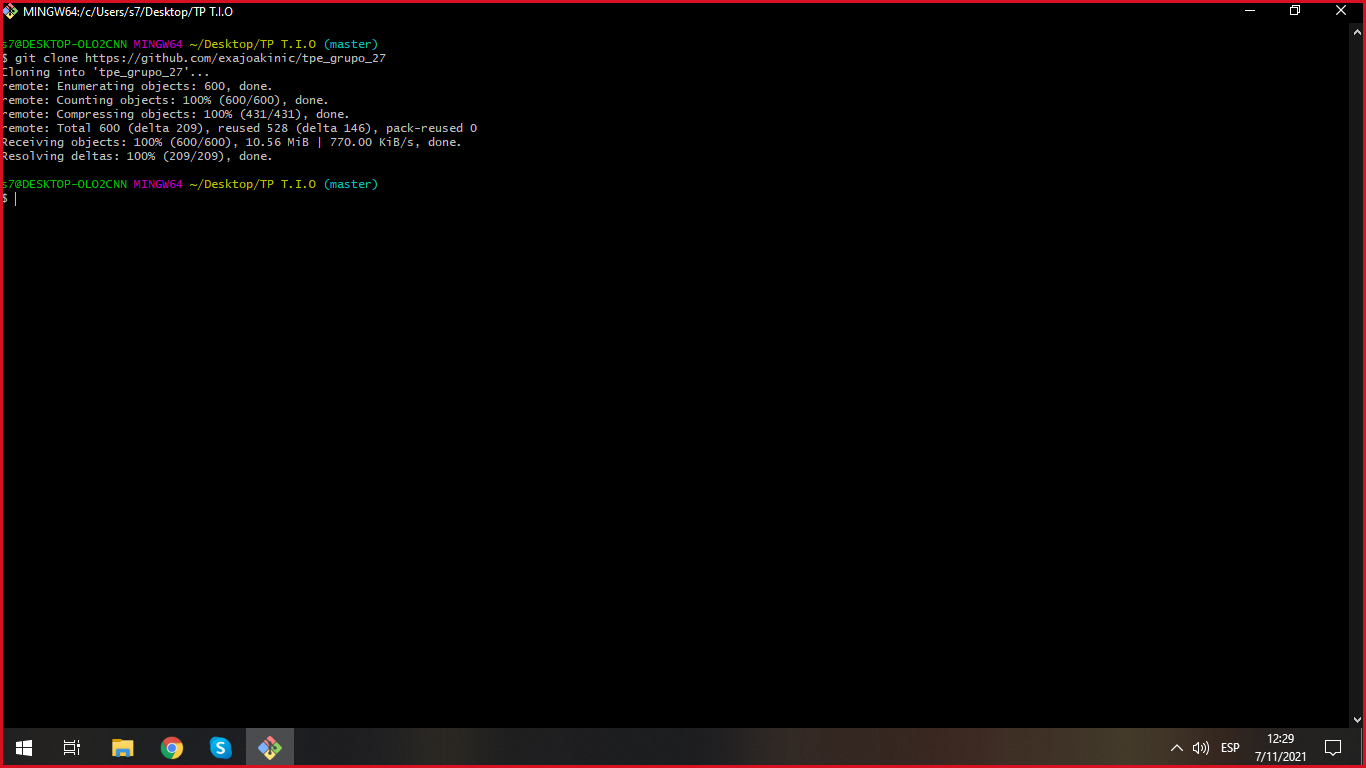 MINGW64:/c/Users/s7/Desktop/TP T.I.O
s7@DESKTOP-OLO2CNN MINGW64 ~/Desktop/TP T.I.O (master)
$ git clone https://github.com/exajoakinic/tpe_grupo_27
Cloning into 'tpe_grupo_27'...
remote: Enumerating objects: 600, done.
remote: Counting objects: 100% (600/600), done.
remote: Compressing objects: 100% (431/431), done.
remote: Total 600 (delta 209), reused 528 (delta 146), pack-reused 0
Receiving objects: 100% (600/600), 10.56 MiB | 770.00 KiB/s, done.
Resolving deltas: 100% (209/209), done.
s7@DESKTOP-OLO2CNN MINGW64 ~/Desktop/TP T.I.O (master)
$
ESP
12:29
7/11/2021